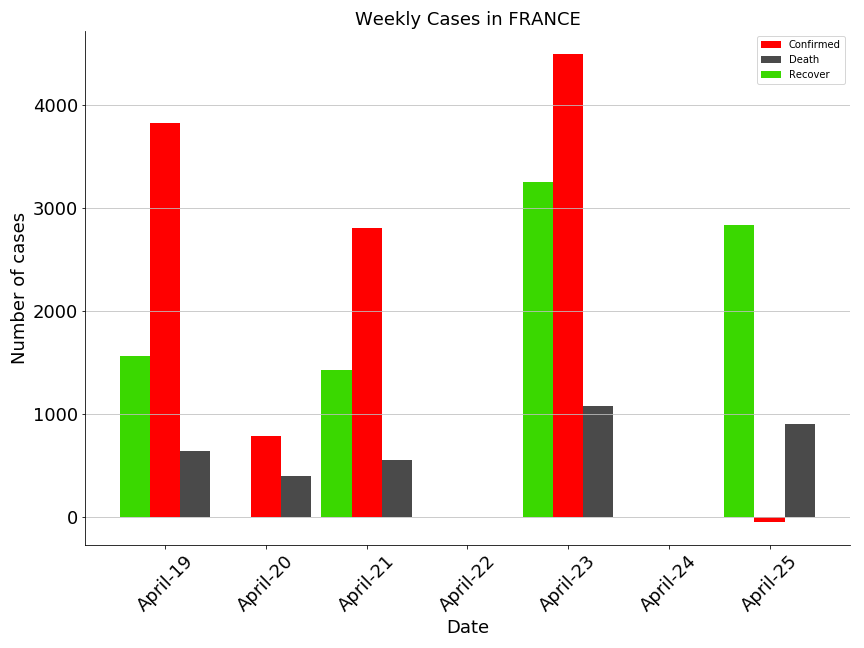 Weekly Cases in FRANCE
Confirmed
Death
Recover
Number of cases
4000
3000
2000
1000
0
April-19
April-20
April-21
April-22
April-23
April-24
April-25
Date